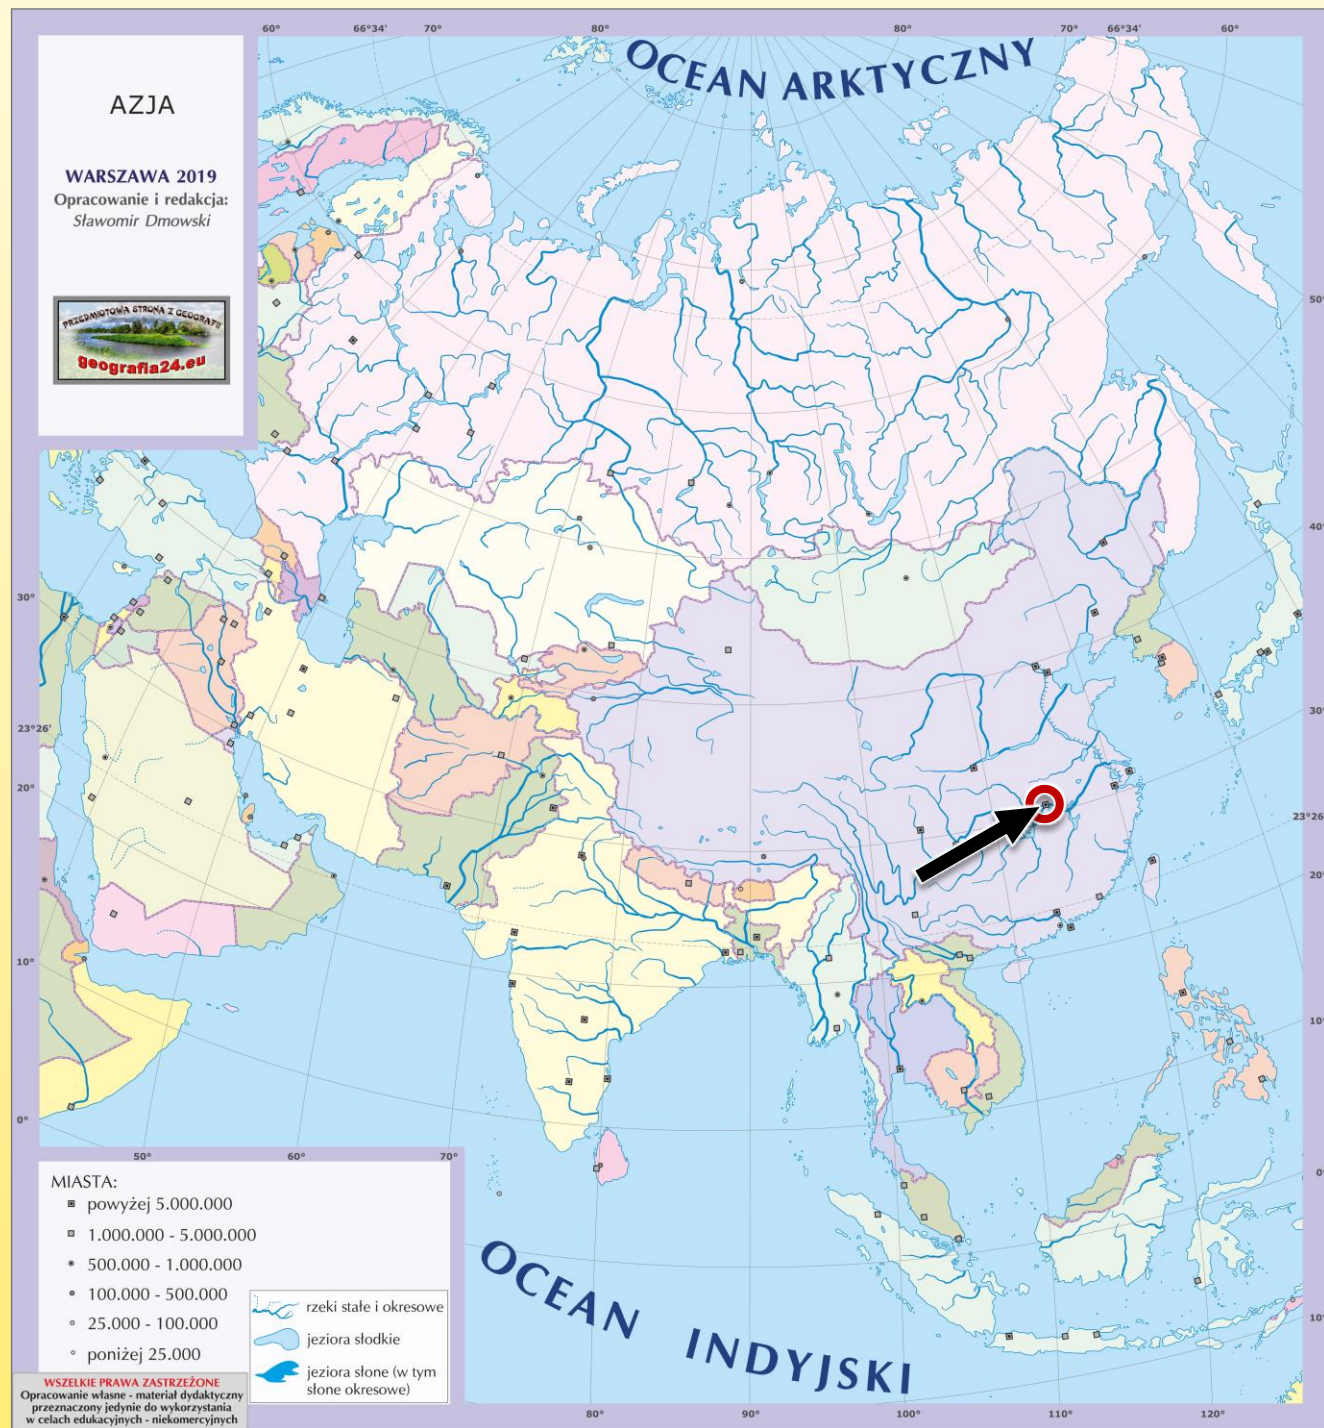 60°
66°34'
70°
80°
80°
70°
66°34'
60°
OCEAN ARKTYCZNY
AZJA
WARSZAWA 2019
Opracowanie i redakcja:
Sławomir Dmowski
PRZEDMIOTOWA STRONA Z GEOGRAFII
geografia24.eu
50°
40°
30°
30°
23°26'
20°
23°26'
20°
10°
10°
0°
0°
10°
50°
60°
70°
MIASTA:
powyżej 5.000.000
1.000.000 - 5.000.000
500.000 - 1.000.000
100.000 - 500.000
25.000 - 100.000
poniżej 25.000
rzeki stałe i okresowe
jeziora słodkie
jeziora słone (w tym
słone okresowe)
OCEAN INDYJSKI
WSZELKIE PRAWA ZASTRZEŻONE
Opracowanie własne - materiał dydaktyczny
przeznaczony jedynie do wykorzystania
w celach edukacyjnych - niekomercyjnych
80°
90°
100°
110°
120°